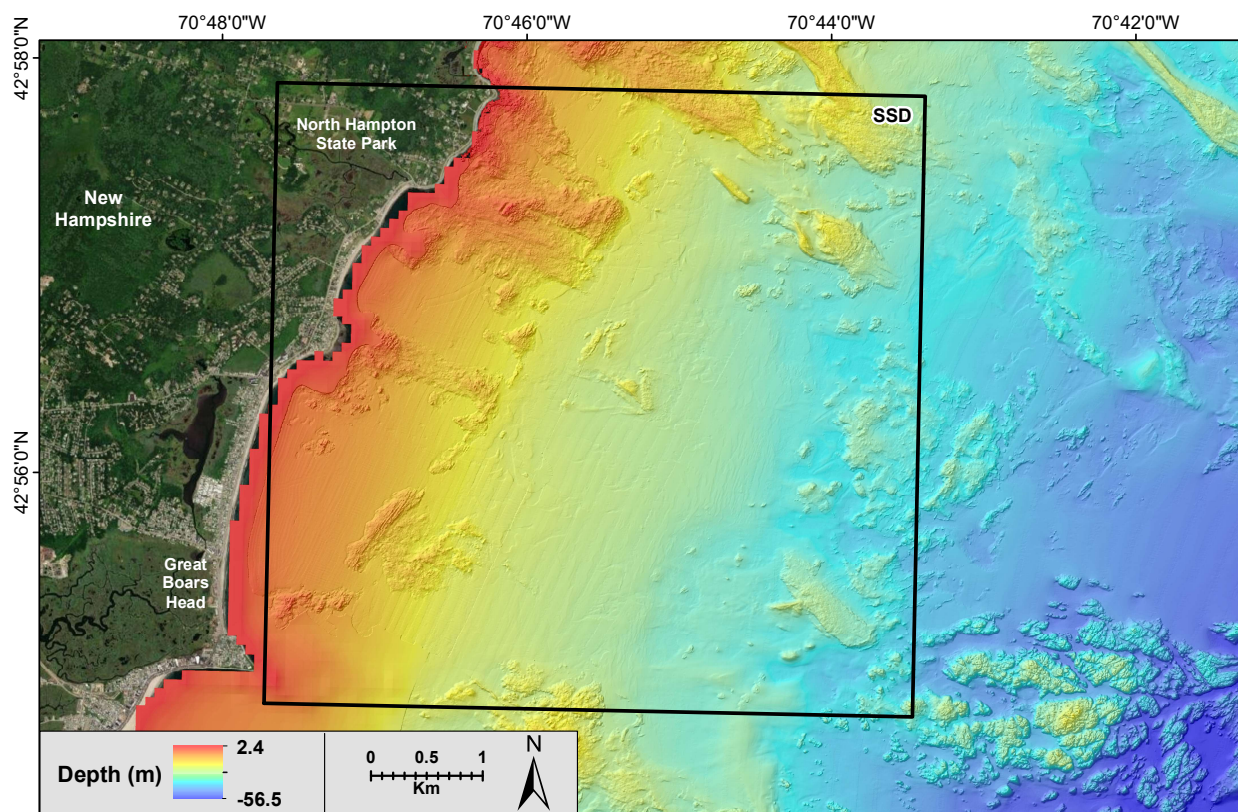 70°48'0"W
70°46'0"W
70°44'0"W
70°42'0"W
42°58'0"N
42°56'0"N
SSD
North Hampton
State Park
New
Hampshire
Great
Boars
Head
Depth (m)
2.4
-56.5
0 0.5 1
Km
N